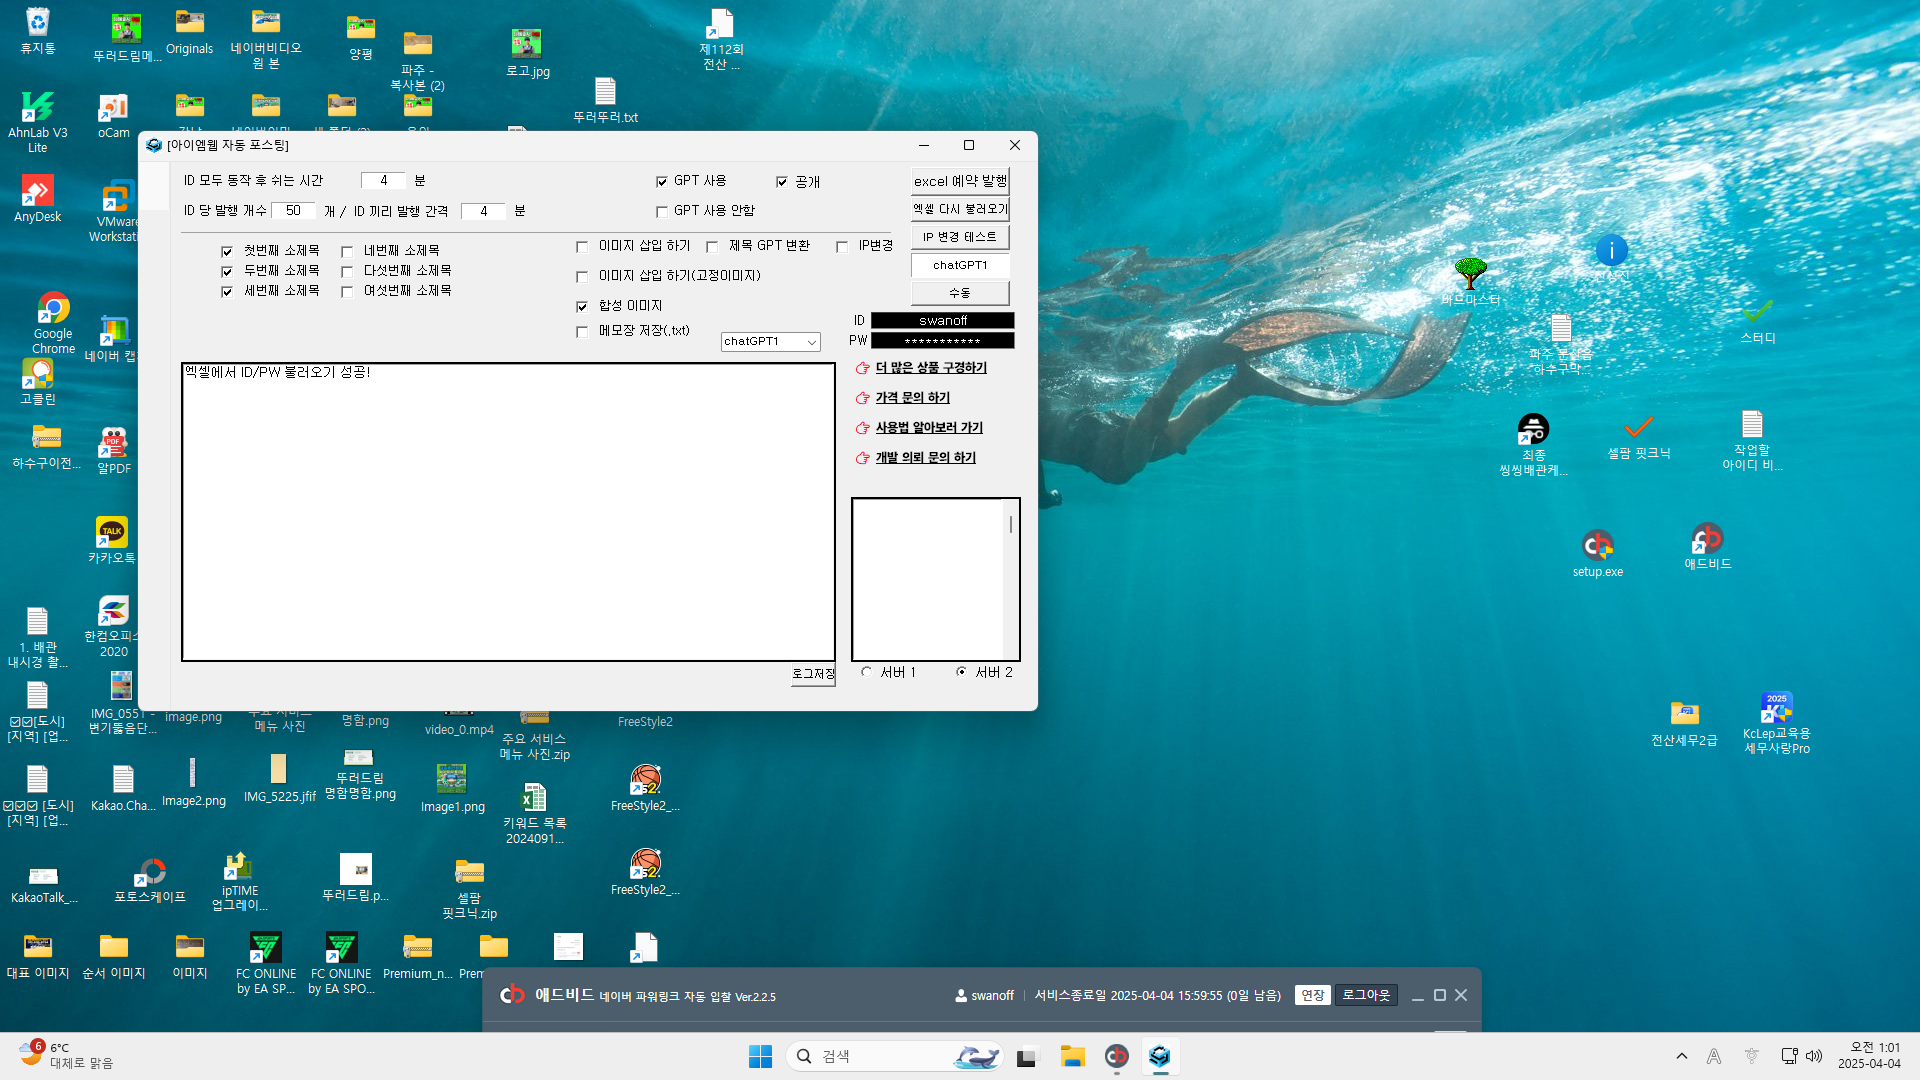 휴지통
뚜러드림메...
Originals
네이버비디오
원 본
양평
파주 -
복사본 (2)
로고.jpg
제112회
전산 ...
뚜러뚜러.txt
AhnLab V3
Lite
oCam
AnyDesk
VMware
Workstati
Google
Chrome
네이버 캡
고클린
하수구이전...
알PDF
카카오톡
1. 배관
내시경 촬...
한컴오피스
2020
☑☑[도시]
[지역] [업...
IMG_0551 -
변기뚫음단...
[아이엠웹 자동 포스팅]
ID 모두 동작 후 쉬는 시간
4
분
ID 당 발행 개수
50
개 / ID 끼리 발행 간격
4
분
GPT 사용
공개
GPT 사용 안함
excel 예약 발행
엑셀 다시 불러오기
IP 변경 테스트
chatGPT1
수동
첫번째 소제목
네번째 소제목
두번째 소제목
다섯번째 소제목
세번째 소제목
여섯번째 소제목
이미지 삽입 하기
제목 GPT 변환
IP변경
이미지 삽입 하기(고정이미지)
합성 이미지
메모장 저장(.txt)
chatGPT1
ID
swanoff
PW
***********
엑셀에서 ID/PW 불러오기 성공!
더 많은 상품 구경하기
가격 문의 하기
사용법 알아보러 가기
개발 의뢰 문의 하기
로그저장
서버 1
서버 2
바드마스터
스터디
파주 문산읍
하수구막...
최종
씽씽배관케...
셀팜 핏크닉
작업할
아이디 비...
setup.exe
애드비드
전산세무2급
2025
KcLep교육용
세무사랑Pro
image.png
메뉴 사진
명함.png
video_0.mp4
주요 서비스
메뉴 사진.zip
FreeStyle2
☑☑☑ [도시]
[지역] [업...
Kakao.Cha...
Image2.png
IMG_5225.jfif
뚜러드림
명함명함.png
Image1.png
키워드 목록
2024091...
FreeStyle2_...
KakaoTalk_...
포토스케이프
ipTIME
업그레이...
뚜러드림.p...
셀팜
핏크닉.zip
FreeStyle2_...
대표 이미지
순서 이미지
이미지
FC ONLINE
by EA SP...
FC ONLINE
by EA SPO...
Premium_n...
Prem
애드비드 네이버 파워링크 자동 입찰 Ver.2.2.5
swanoff
서비스종료일 2025-04-04 15:59:55 (0일 남음)
연장
로그아웃
6
6°C
대체로 맑음
검색
오전 1:01
2025-04-04